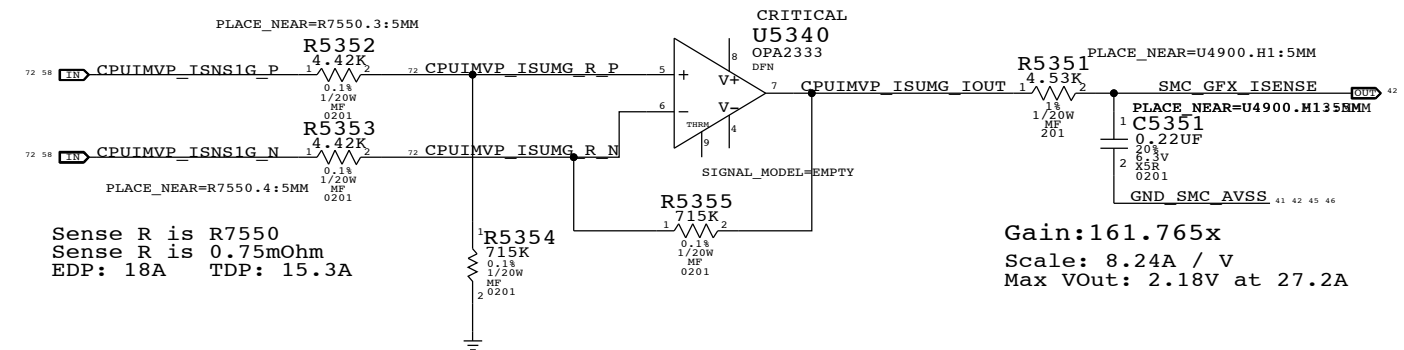 CRITICAL
PLACE_NEAR=R7550.3:5MM
U5340
OPA2333
DFN
PLACE_NEAR=U4900.H1:5MM
R5352
4.42K
R5351
4.53K
72 58 IN CPUIMVP_ISNS1G_P 1 2 72 CPUIMVP_ISUMG_R_P 5 + V+ 8
0.1%
1/20W
MF
0201
CPUIMVP_ISUMG_IOUT 7 1 2 SMC_GFX_ISENSE OUT 42
1%
1/20W
MF
201
6 − V−
THRM
9 4
R5353
4.42K
72 58 IN CPUIMVP_ISNS1G_N 1 2 72 CPUIMVP_ISUMG_R_N
0.1%
1/20W
MF
0201
1 C5351
0.22UF
20%
6.3V
2 X5R
0201
SIGNAL_MODEL=EMPTY
PLACE_NEAR=R7550.4:5MM
GND_SMC_AVSS 41 42 45 46
R5355
715K
1 2
0.1%
1/20W
MF
0201
Sense R is R7550
Sense R is 0.75mOhm
EDP: 18A TDP: 15.3A
1 R5354
715K
0.1%
1/20W
MF
2 0201
Gain:161.765x
Scale: 8.24A / V
Max VOut: 2.18V at 27.2A